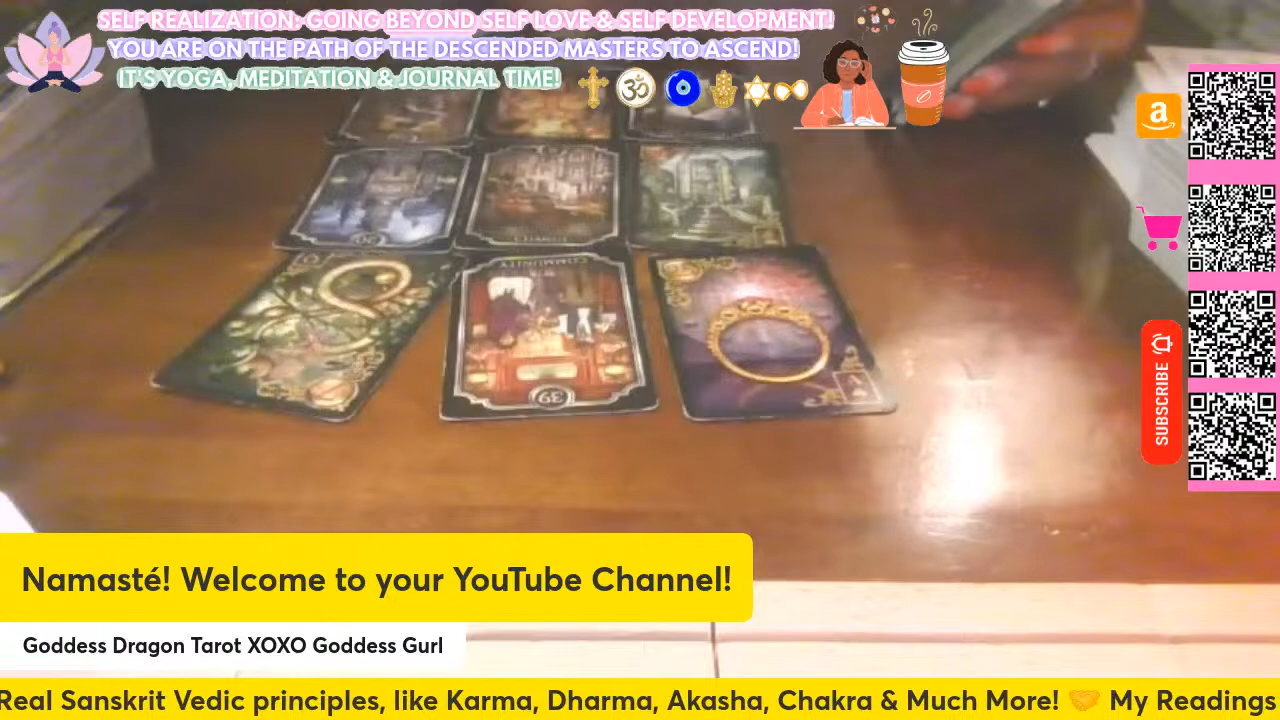 SELF REALIZATION: GOING BEYOND SELF LOVE & SELF DEVELOPMENT!
YOU ARE ON THE PATH OF THE DESCENDED MASTERS TO ASCEND!
IT'S YOGA, MEDITATION & JOURNAL TIME!
ॐ
a
SUBSCRIBE
COMMUNITY
39
Namasté! Welcome to your YouTube Channel!
Goddess Dragon Tarot XOXO Goddess Gurl
Real Sanskrit Vedic principles, like Karma, Dharma, Akasha, Chakra & Much More! 🤝 My Readings